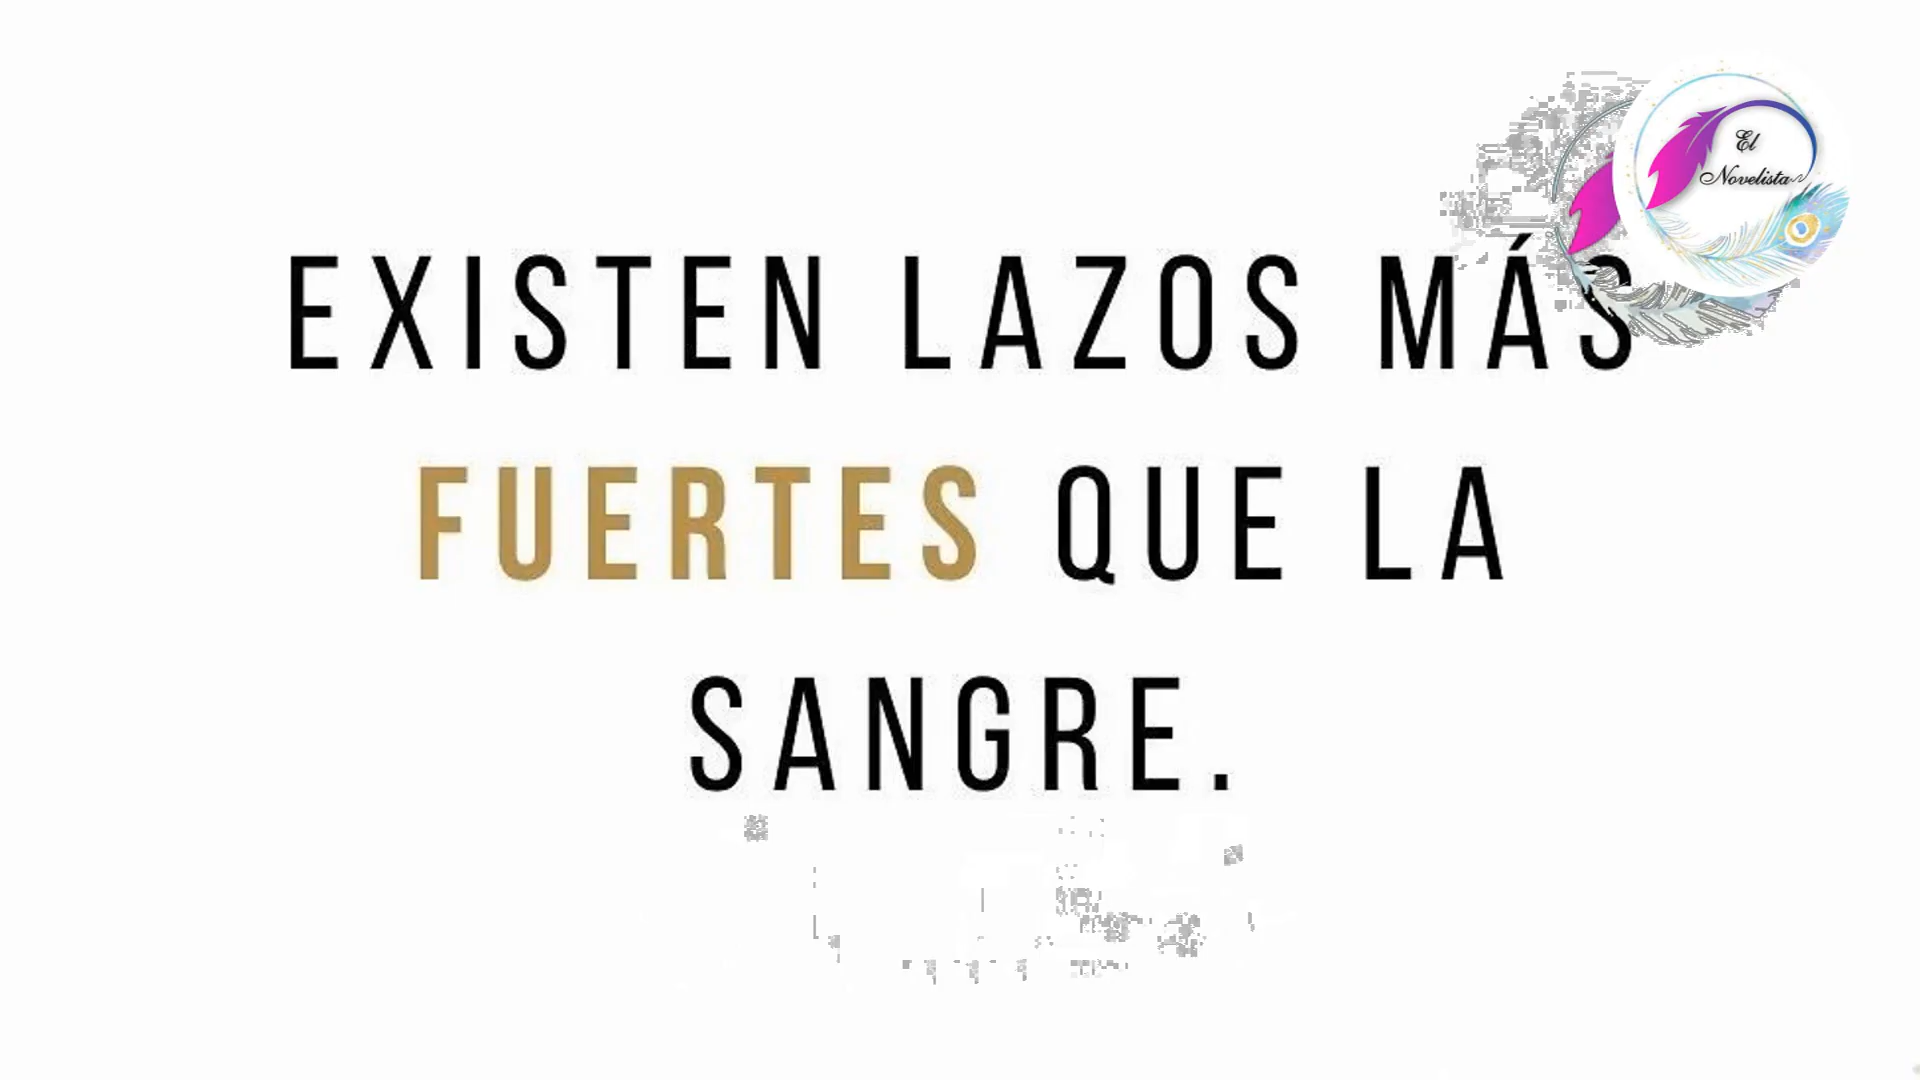 El
Novelista
EXISTEN LAZOS MÁS
FUERTES QUE LA
SANGRE.